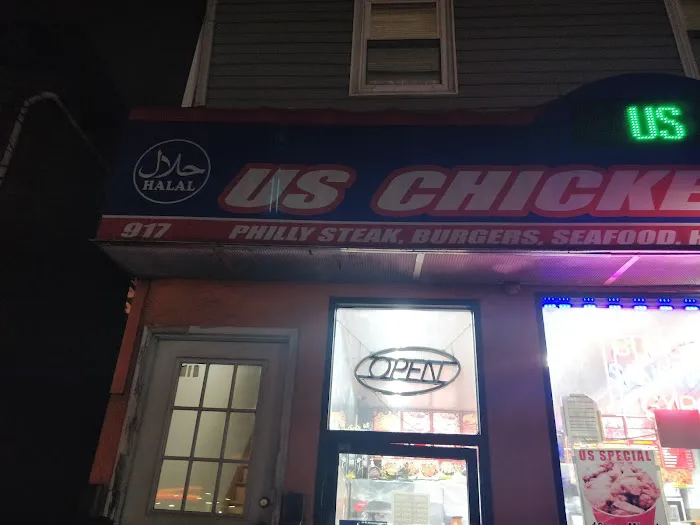 US
حلال
HALAL
US CHICKE
917
PHILLY STEAK, BURGERS, SEAFOOD, H
OPEN
US SPECIAL